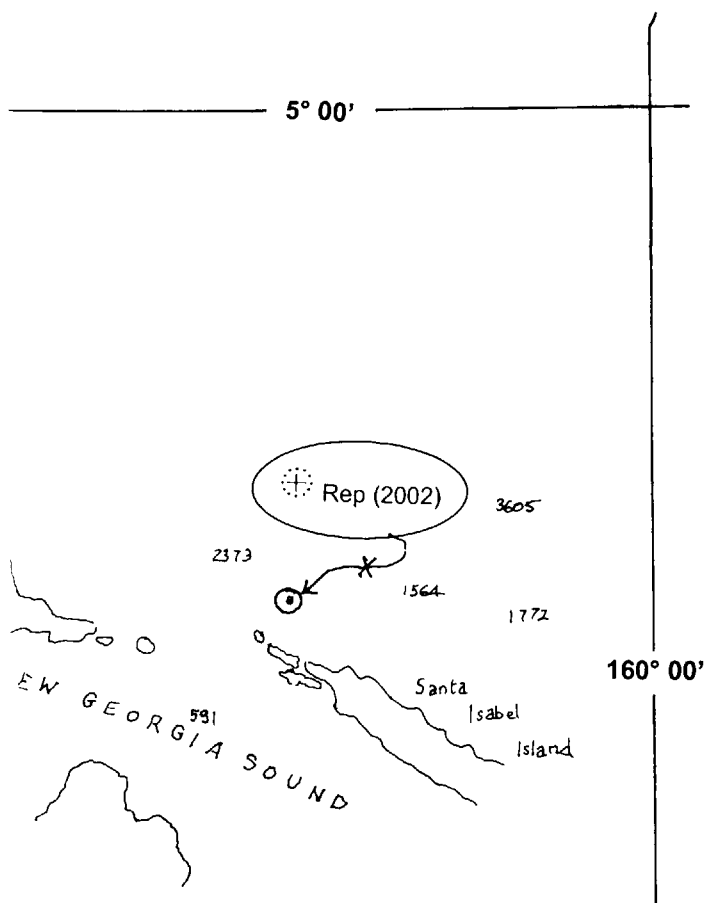 5° 00'
Rep (2002)
3605
2373
1564
1772
160° 00'
Santa
Isabel
Island
591
EW GEORGIA SOUND